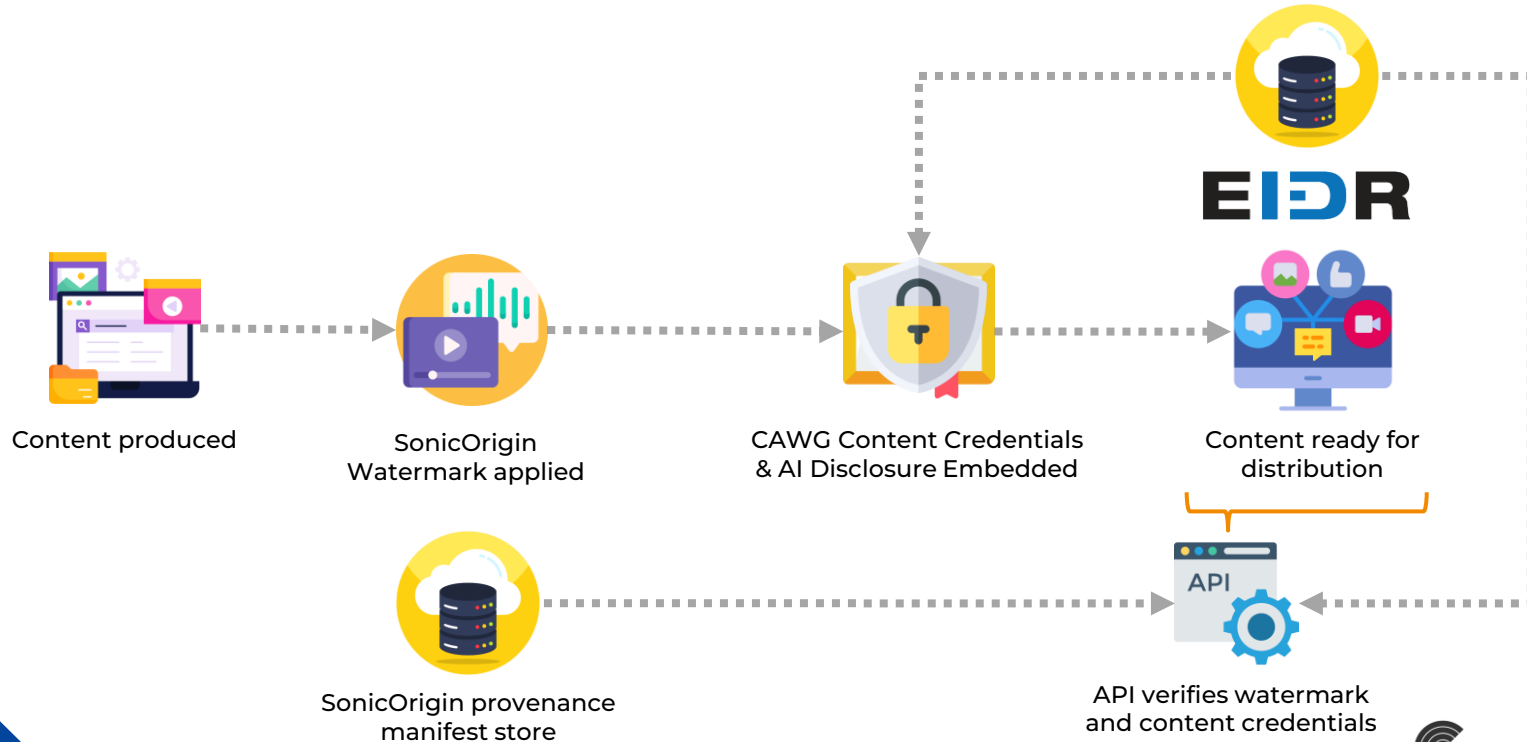 EIDR
Content produced
SonicOrigin
Watermark applied
CAWG Content Credentials
& AI Disclosure Embedded
Content ready for
distribution
API
SonicOrigin provenance
manifest store
API verifies watermark
and content credentials